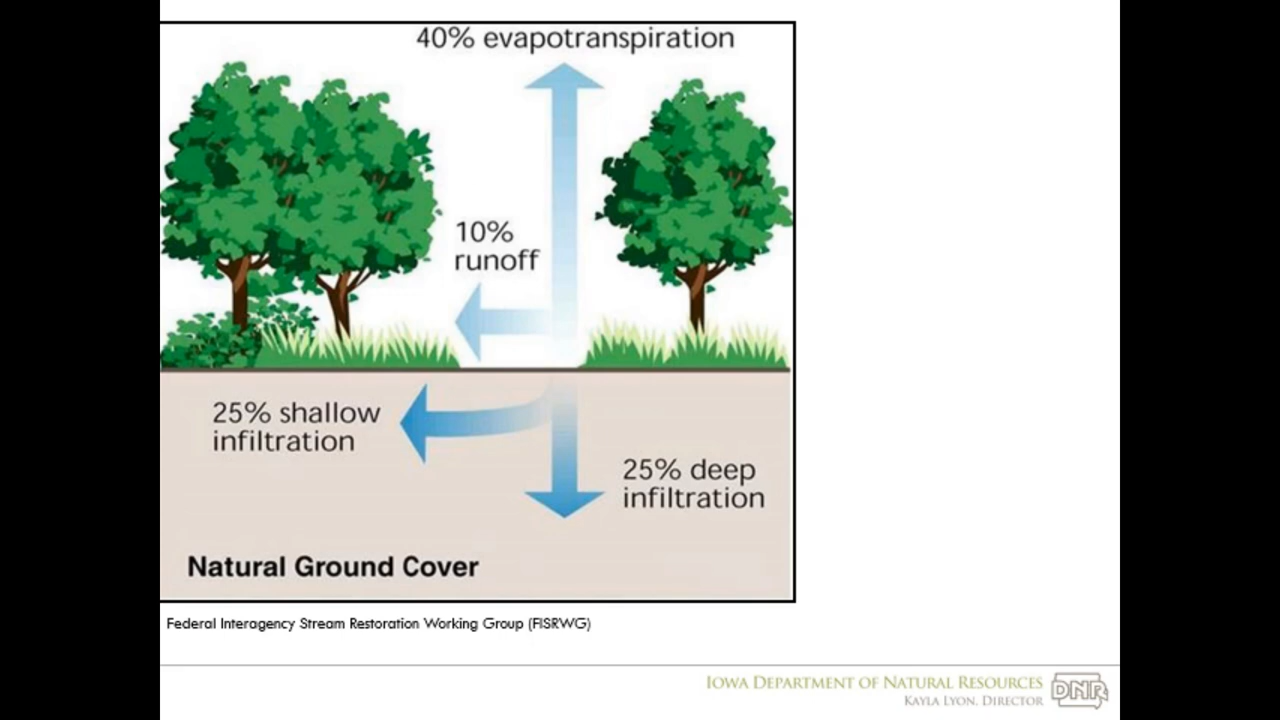 40% evapotranspiration
10%
runoff
25% shallow
infiltration
25% deep
infiltration
Natural Ground Cover
Federal Interagency Stream Restoration Working Group (FISRWG)
IOWA DEPARTMENT OF NATURAL RESOURCES
KAYLA LYON, DIRECTOR
DNR